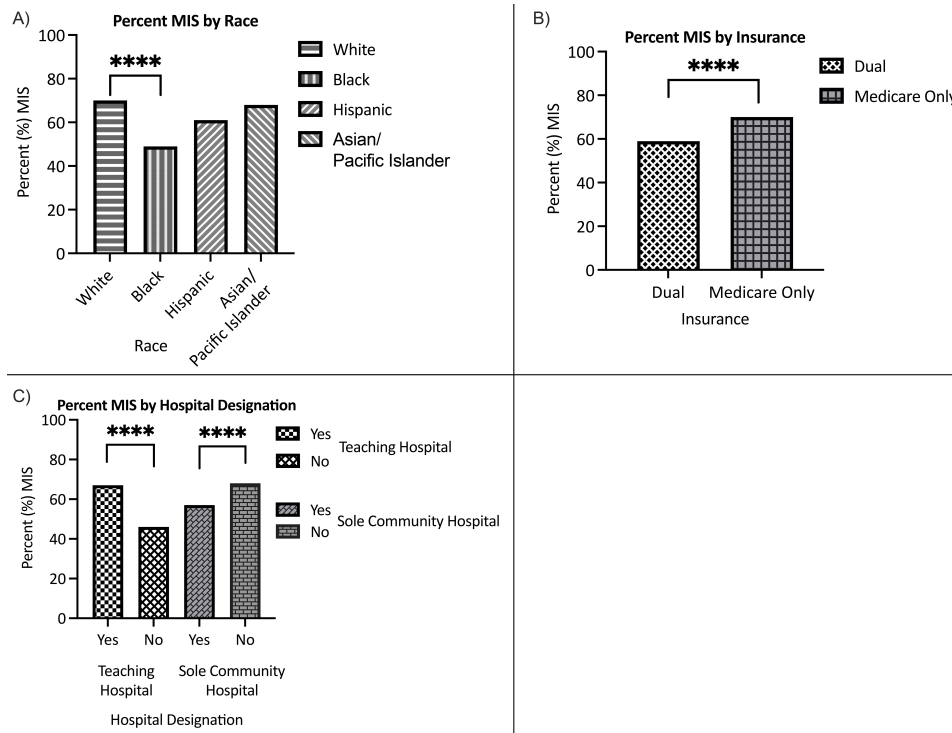 A)
Percent MIS by Race
Percent (%) MIS
100
80
60
40
20
0
****
White
Black
Hispanic
Asian/
Pacific Islander
Race
White
Black
Hispanic
Asian/
Pacific Islander
B)
Percent MIS by Insurance
Percent (%) MIS
100
80
60
40
20
0
****
Dual
Medicare Only
Insurance
Dual
Medicare Only
C)
Percent MIS by Hospital Designation
Percent (%) MIS
100
80
60
40
20
0
****
****
Yes
No
Yes
No
Teaching
Hospital
Sole Community
Hospital
Hospital Designation
Yes
No
Teaching Hospital
Yes
No
Sole Community Hospital